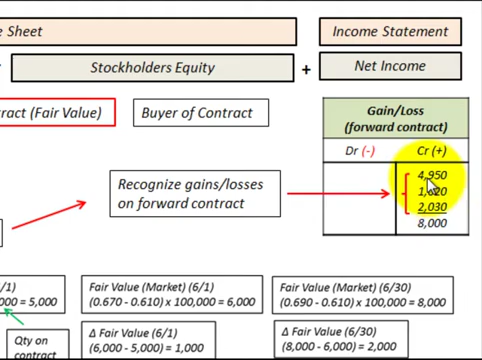 e Sheet
Income Statement
Stockholders Equity
+
Net Income
ract (Fair Value)
Buyer of Contract
Gain/Loss
(forward contract)
Dr (-)
Cr (+)
Recognize gains/losses
on forward contract
4,950
1,020
2,030
8,000
/1)
000 = 5,000
Fair Value (Market) (6/1)
(0.670 - 0.610) x 100,000 = 6,000
Fair Value (Market) (6/30)
(0.690 - 0.610) x 100,000 = 8,000
Qty on
contract
Δ Fair Value (6/1)
(6,000 - 5,000) = 1,000
Δ Fair Value (6/30)
(8,000 - 6,000) = 2,000